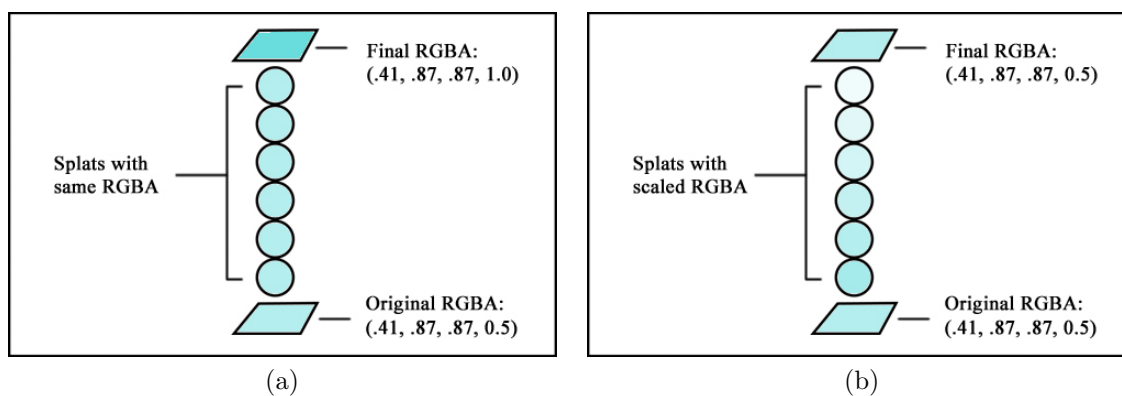 Final RGBA:
(.41, .87, .87, 1.0)
Splats with
same RGBA
Original RGBA:
(.41, .87, .87, 0.5)
(a)
Final RGBA:
(.41, .87, .87, 0.5)
Splats with
scaled RGBA
Original RGBA:
(.41, .87, .87, 0.5)
(b)